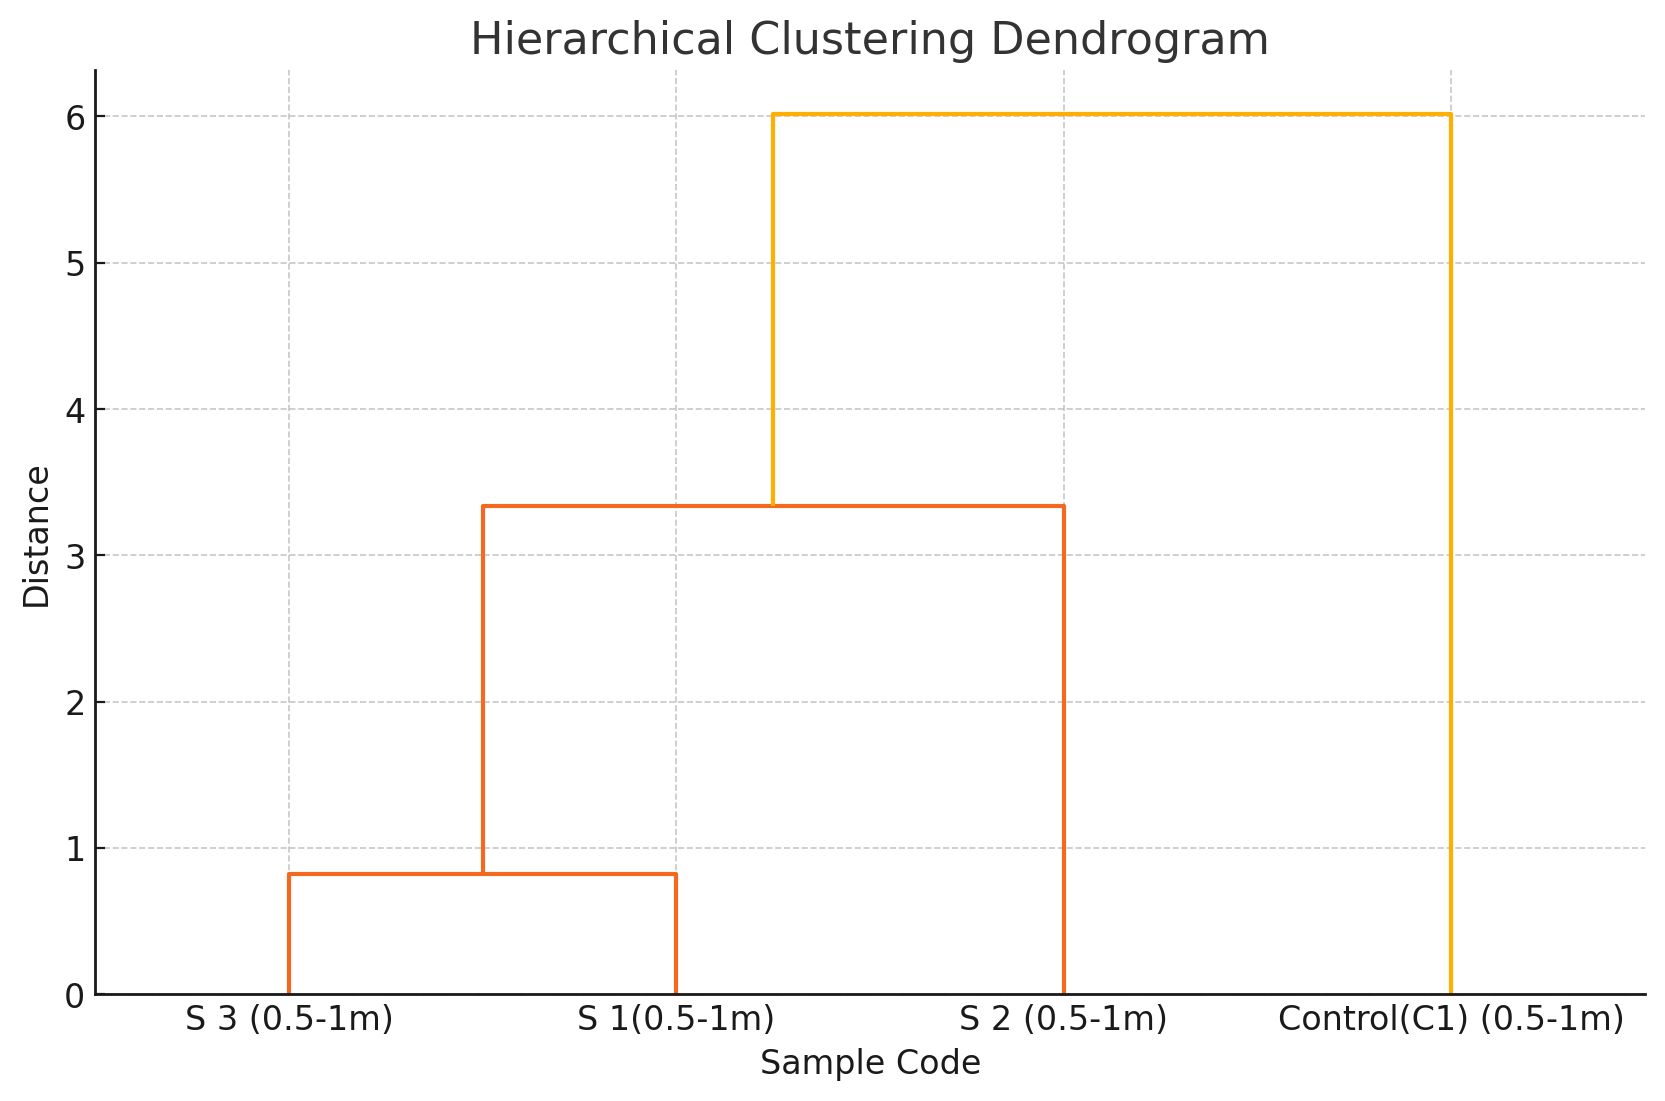 Hierarchical Clustering Dendrogram
6
5
4
3
2
1
0
Distance
S 3 (0.5-1m)
S 1(0.5-1m)
S 2 (0.5-1m)
Control(C1) (0.5-1m)
Sample Code